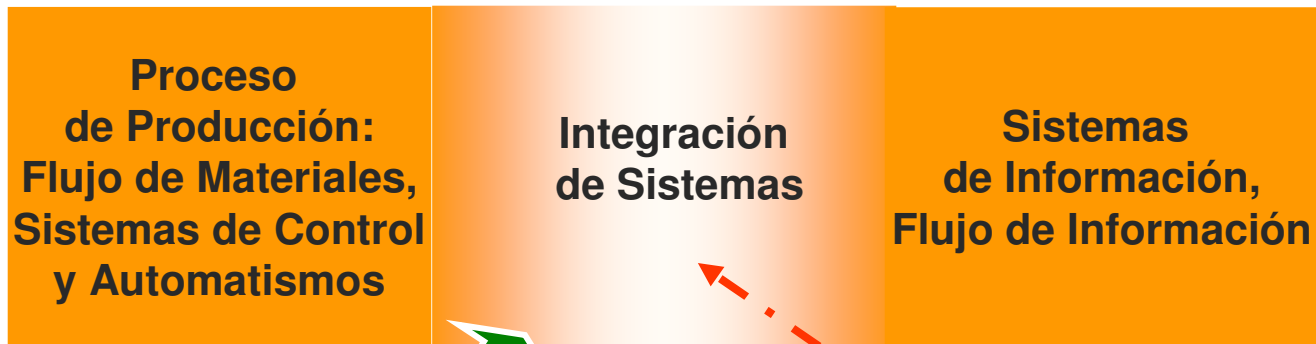 Proceso
de Producción:
Flujo de Materiales,
Sistemas de Control
y Automatismos
Integración
de Sistemas
Sistemas
de Información,
Flujo de Información